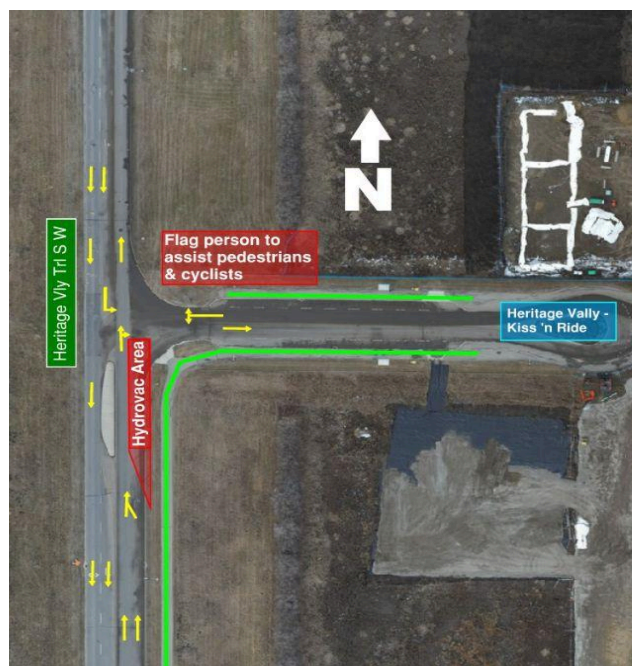 N
Heritage Vly Trl S W
Flag person to
assist pedestrians
& cyclists
Heritage Vally -
Kiss 'n Ride
Hydrovac Area